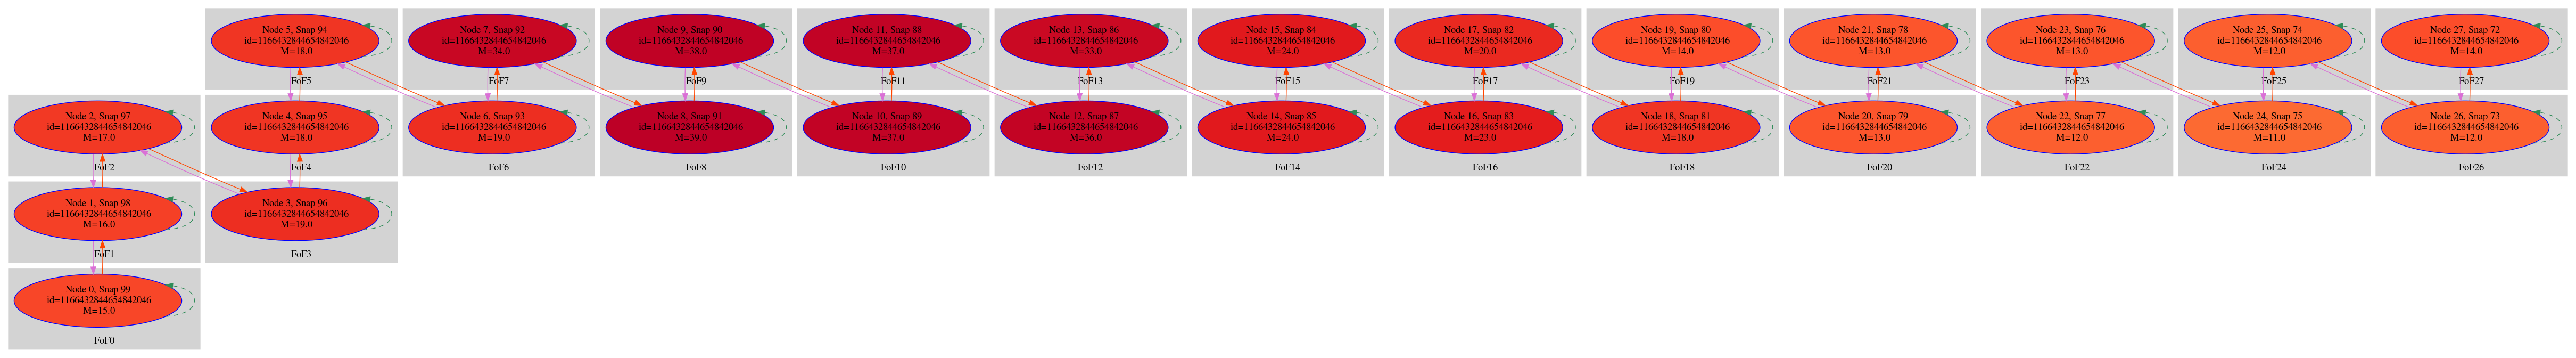 Node 5, Snap 94
id=1166432844654842046
M=18.0
FoF5
Node 7, Snap 92
id=1166432844654842046
M=34.0
FoF7
Node 9, Snap 90
id=1166432844654842046
M=38.0
FoF9
Node 11, Snap 88
id=1166432844654842046
M=37.0
FoF11
Node 13, Snap 86
id=1166432844654842046
M=33.0
FoF13
Node 15, Snap 84
id=1166432844654842046
M=24.0
FoF15
Node 17, Snap 82
id=1166432844654842046
M=20.0
FoF17
Node 19, Snap 80
id=1166432844654842046
M=14.0
FoF19
Node 21, Snap 78
id=1166432844654842046
M=13.0
FoF21
Node 23, Snap 76
id=1166432844654842046
M=13.0
FoF23
Node 25, Snap 74
id=1166432844654842046
M=12.0
FoF25
Node 27, Snap 72
id=1166432844654842046
M=14.0
FoF27
Node 2, Snap 97
id=1166432844654842046
M=17.0
FoF2
Node 4, Snap 95
id=1166432844654842046
M=18.0
FoF4
Node 6, Snap 93
id=1166432844654842046
M=19.0
FoF6
Node 8, Snap 91
id=1166432844654842046
M=39.0
FoF8
Node 10, Snap 89
id=1166432844654842046
M=37.0
FoF10
Node 12, Snap 87
id=1166432844654842046
M=36.0
FoF12
Node 14, Snap 85
id=1166432844654842046
M=24.0
FoF14
Node 16, Snap 83
id=1166432844654842046
M=23.0
FoF16
Node 18, Snap 81
id=1166432844654842046
M=18.0
FoF18
Node 20, Snap 79
id=1166432844654842046
M=13.0
FoF20
Node 22, Snap 77
id=1166432844654842046
M=12.0
FoF22
Node 24, Snap 75
id=1166432844654842046
M=11.0
FoF24
Node 26, Snap 73
id=1166432844654842046
M=12.0
FoF26
Node 1, Snap 98
id=1166432844654842046
M=16.0
FoF1
Node 3, Snap 96
id=1166432844654842046
M=19.0
FoF3
Node 0, Snap 99
id=1166432844654842046
M=15.0
FoF0